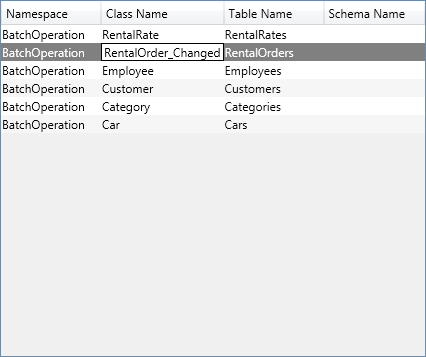 Namespace Class Name Table Name Schema Name
BatchOperation RentalRate RentalRates
BatchOperation RentalOrder_Changed RentalOrders
BatchOperation Employee Employees
BatchOperation Customer Customers
BatchOperation Category Categories
BatchOperation Car Cars